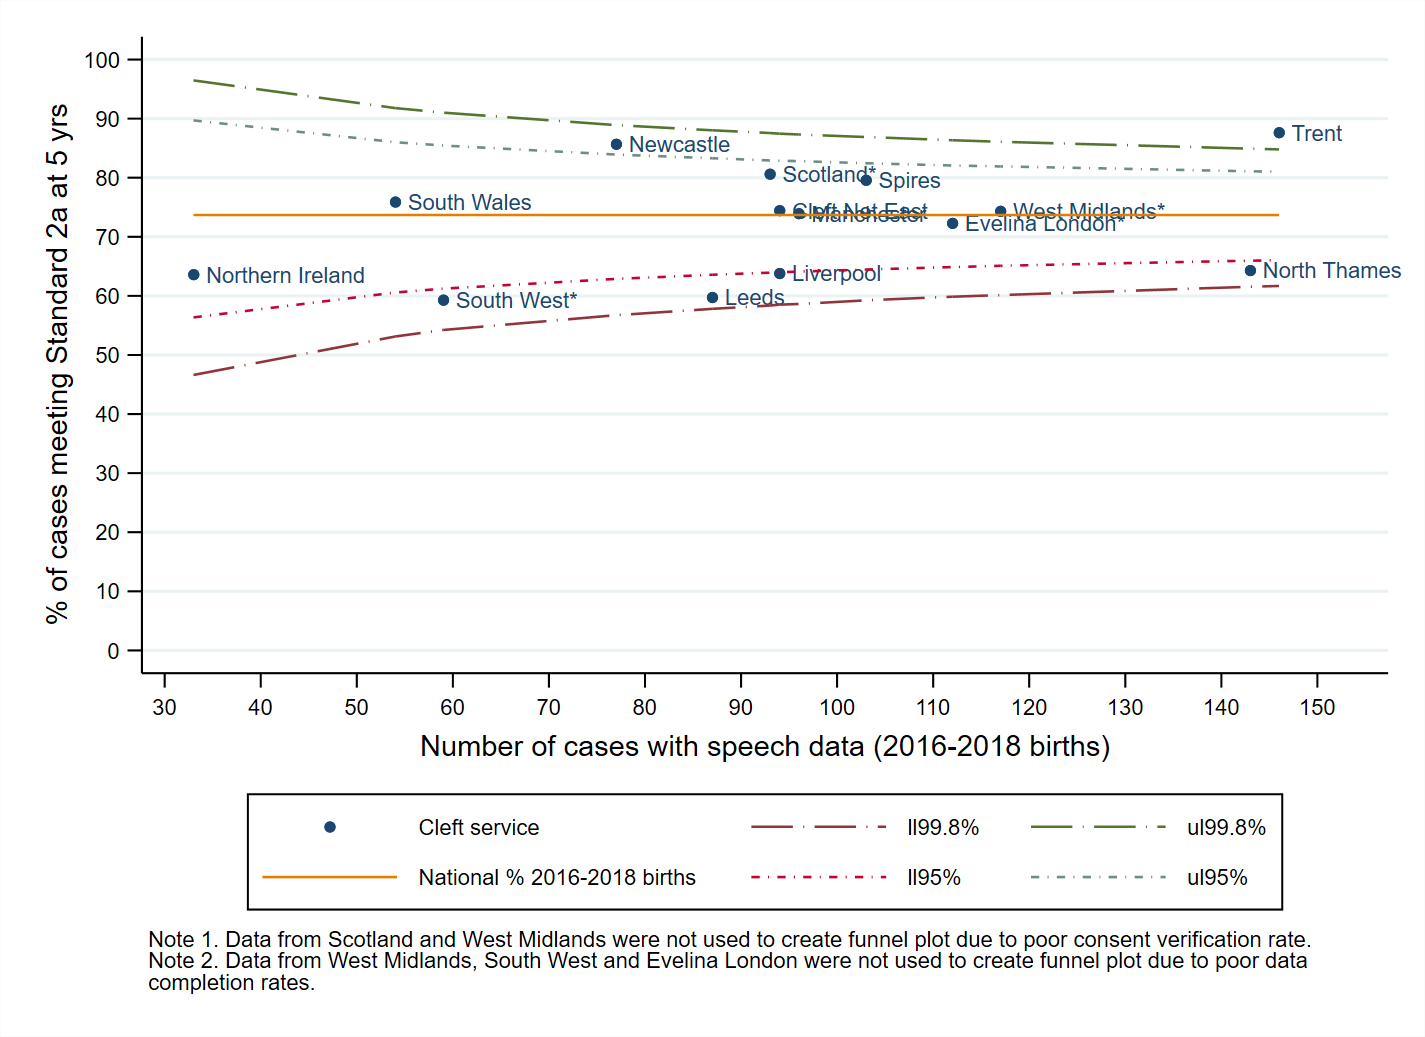 % of cases meeting Standard 2a at 5 yrs
100
90
80
70
60
50
40
30
20
10
0
Trent
Newcastle
Scotland*
Spires
South Wales
Cleft Net East
Manchester
West Midlands*
Evelina London*
Northern Ireland
Liverpool
North Thames
South West*
Leeds
30 40 50 60 70 80 90 100 110 120 130 140 150
Number of cases with speech data (2016-2018 births)
Cleft service ll99.8% ul99.8%
National % 2016-2018 births ll95% ul95%
Note 1. Data from Scotland and West Midlands were not used to create funnel plot due to poor consent verification rate.
Note 2. Data from West Midlands, South West and Evelina London were not used to create funnel plot due to poor data
completion rates.